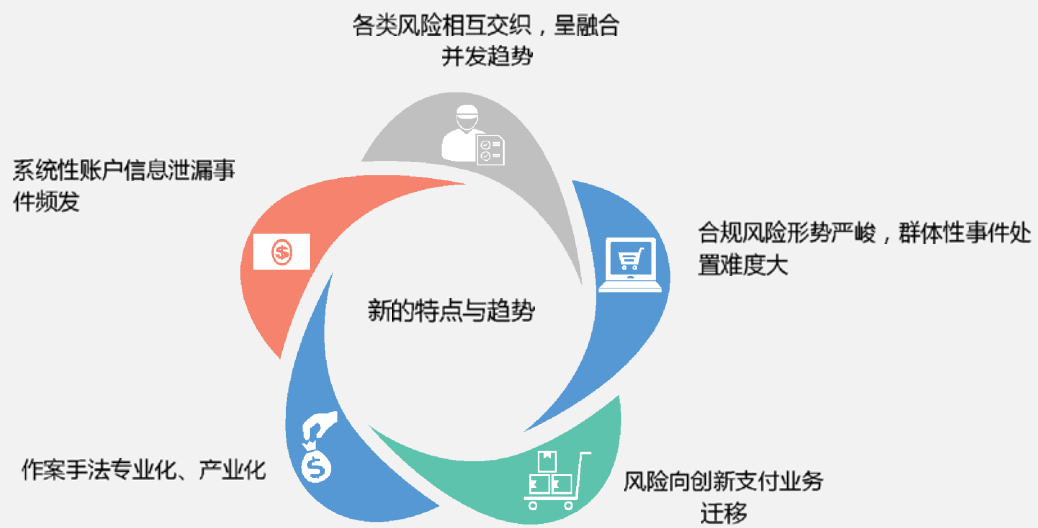 各类风险相互交织，呈融合
并发趋势
系统性账户信息泄漏事
件频发
合规风险形势严峻，群体性事件处
置难度大
新的特点与趋势
作案手法专业化、产业化
风险向创新支付业务
迁移